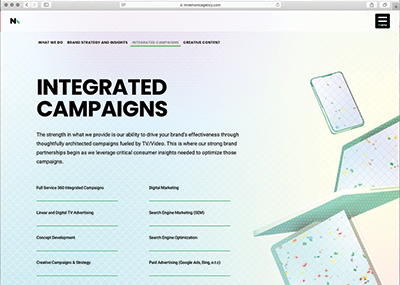 mnemonicagency.com
N
WHAT WE DO BRAND STRATEGY AND INSIGHTS INTEGRATED CAMPAIGNS CREATIVE CONTENT
INTEGRATED
CAMPAIGNS
The strength in what we provide is our ability to drive your brand's effectiveness through
thoughtfully architected campaigns fueled by TV/Video. This is where our strong brand
partnerships begin as we leverage critical consumer insights needed to optimize those
campaigns.
Full Service 360 Integrated Campaigns Digital Marketing
Linear and Digital TV Advertising Search Engine Marketing (SEM)
Concept Development Search Engine Optimization
Creative Campaigns & Strategy Paid Advertising (Google Ads, Bing, e.t.c)